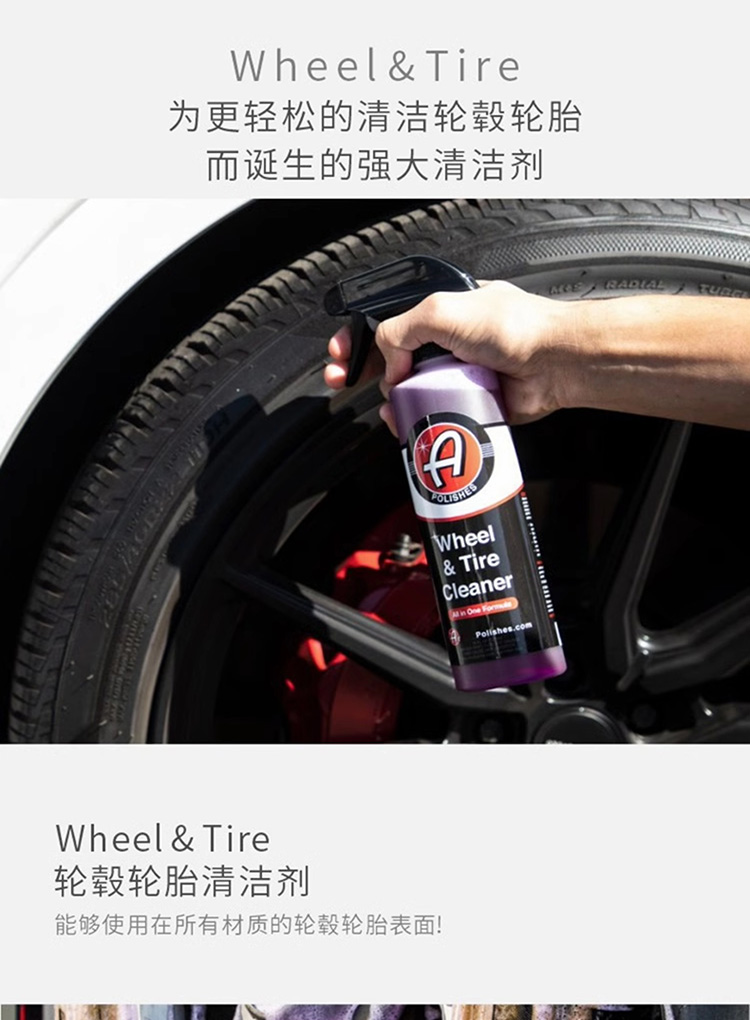 Wheel & Tire
为更轻松的清洁轮毂轮胎
而诞生的强大清洁剂
M+S RADIAL
A
POLISHES
Wheel
& Tire
Cleaner
All in One Formula
Polishes.com
Wheel & Tire
轮毂轮胎清洁剂
能够使用在所有材质的轮毂轮胎表面!